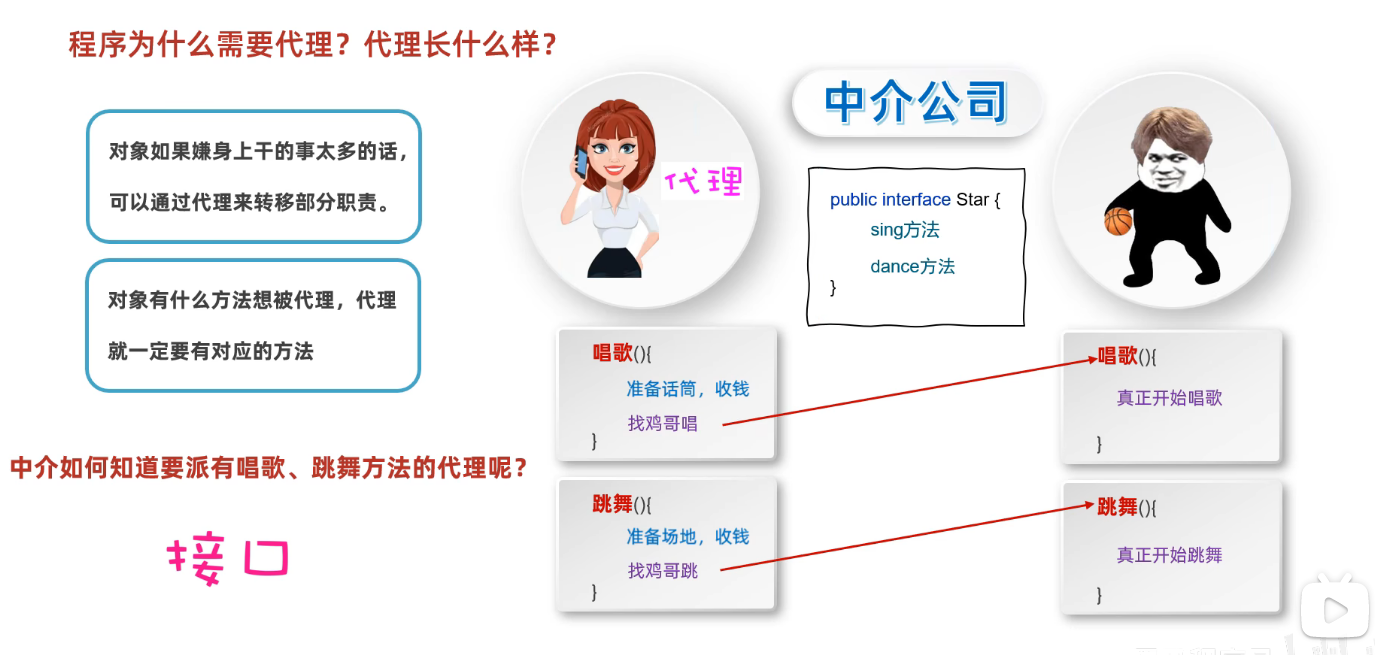 程序为什么需要代理？代理长什么样？
对象如果嫌身上干的事太多的话，
可以通过代理来转移部分职责。
对象有什么方法想被代理，代理
就一定要有对应的方法
中介如何知道要派有唱歌、跳舞方法的代理呢？
接口
代理
中介公司
public interface Star {
sing方法
dance方法
}
唱歌(){
准备话筒，收钱
找鸡哥唱
}
跳舞(){
准备场地，收钱
找鸡哥跳
}
唱歌(){
真正开始唱歌
}
跳舞(){
真正开始跳舞
}